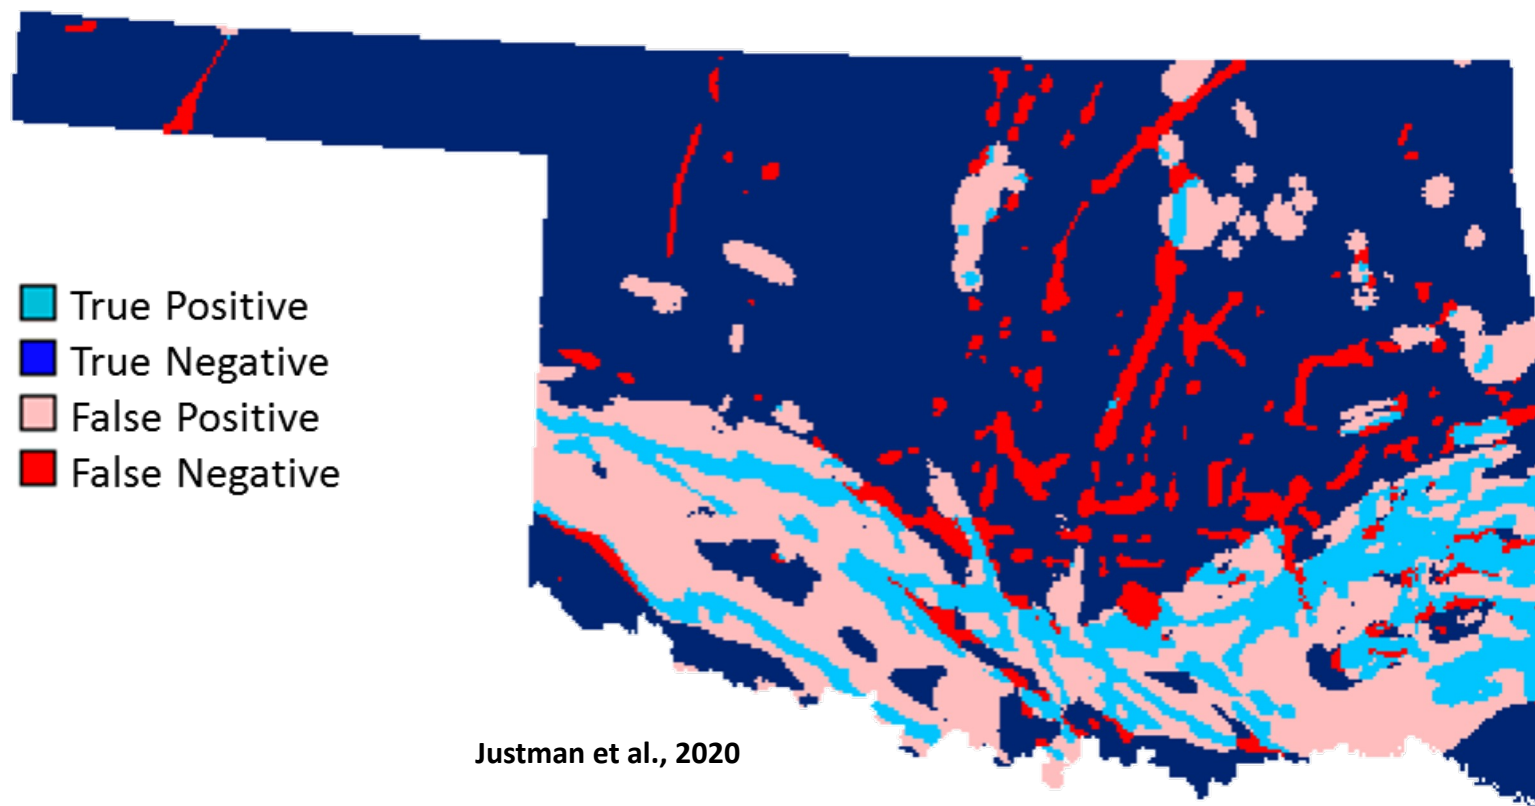 True Positive
True Negative
False Positive
False Negative
Justman et al., 2020